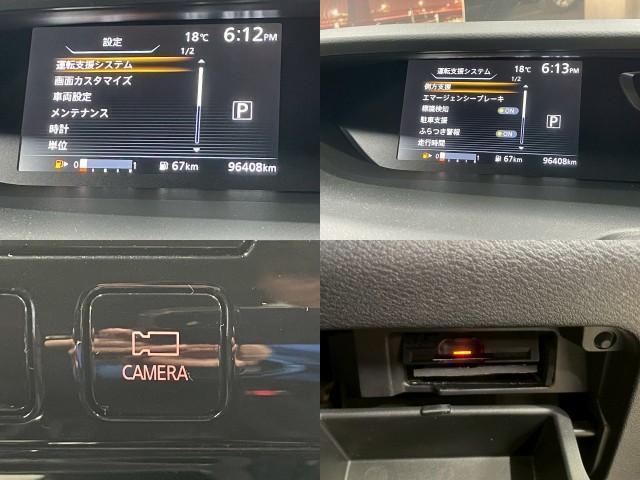 設定
18℃ 6:12PM
1/2
運転支援システム
画面カスタマイズ
車両設定
メンテナンス
P
時計
単位
0 1 67km 96408km
運転支援システム
18℃ 6:13PM
1/2
側方支援
エマージェンシーブレーキ
標識検知 ON
駐車支援
P
ふらつき警報 ON
走行時間
0 1 67km 96408km
CAMERA